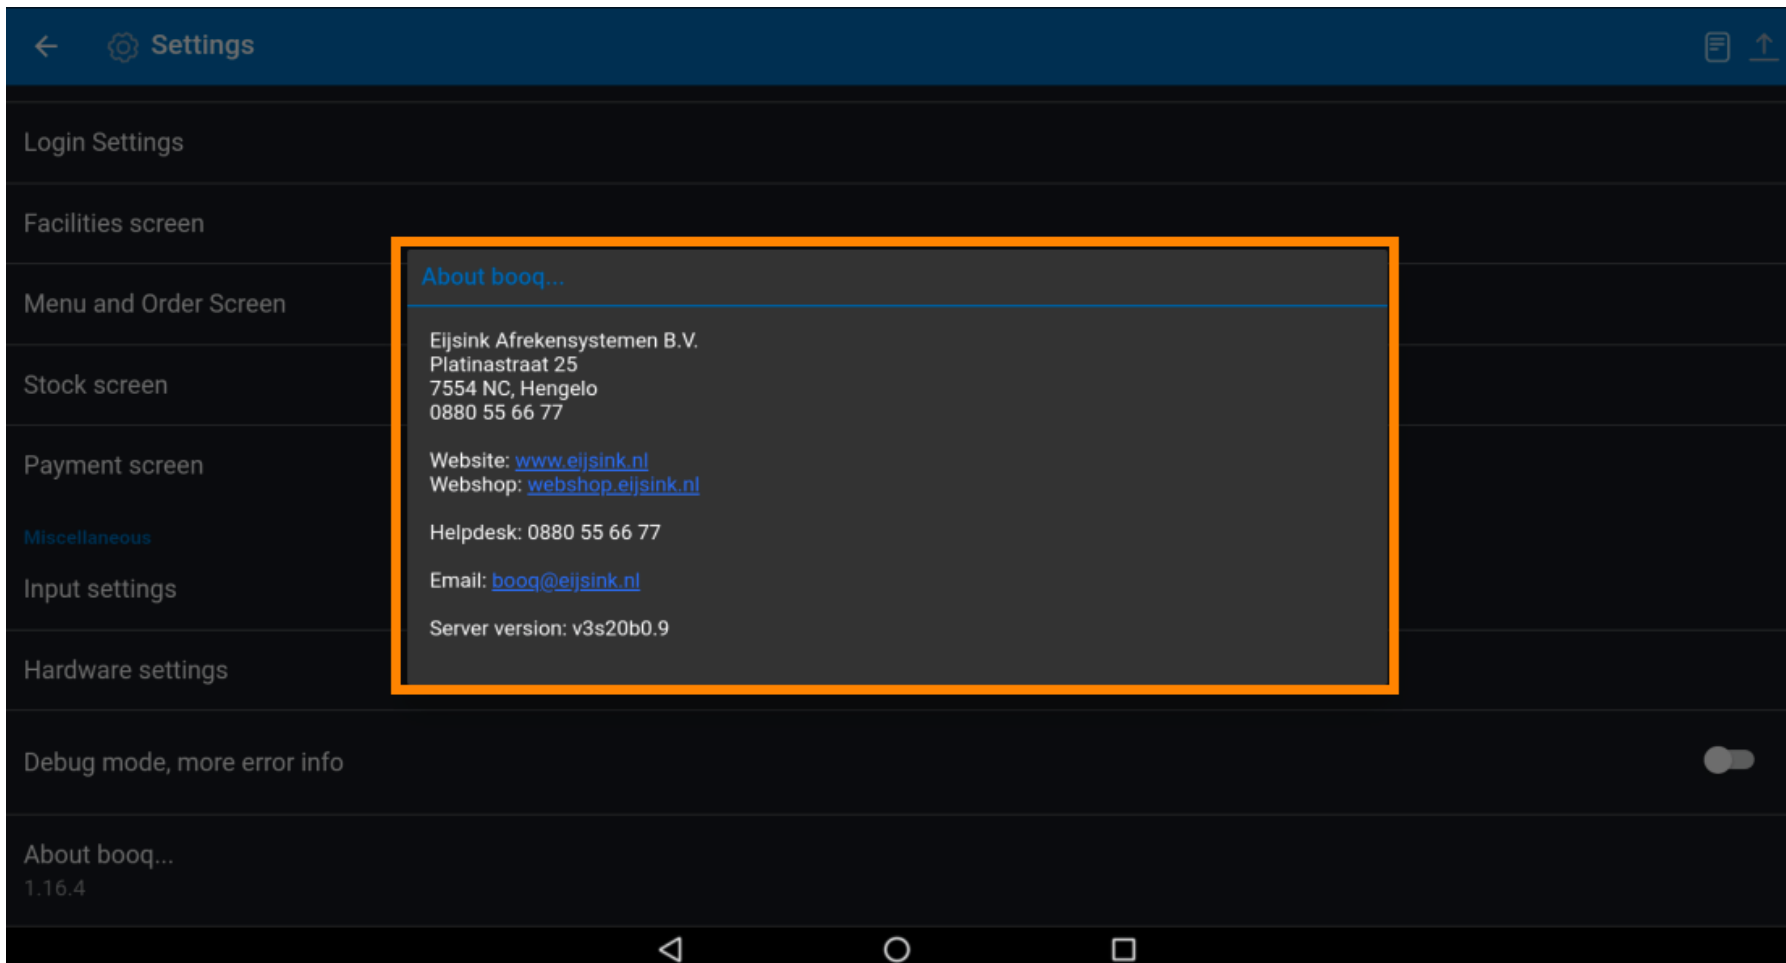 Settings
Login Settings
Facilities screen
Menu and Order Screen
Stock screen
Payment screen
Miscellaneous
Input settings
Hardware settings
Debug mode, more error info
About booq...
1.16.4
About booq...
Eijsink Afrekensystemen B.V.
Platinastraat 25
7554 NC, Hengelo
0880 55 66 77
Website: www.eijsink.nl
Webshop: webshop.eijsink.nl
Helpdesk: 0880 55 66 77
Email: booq@eijsink.nl
Server version: v3s20b0.9